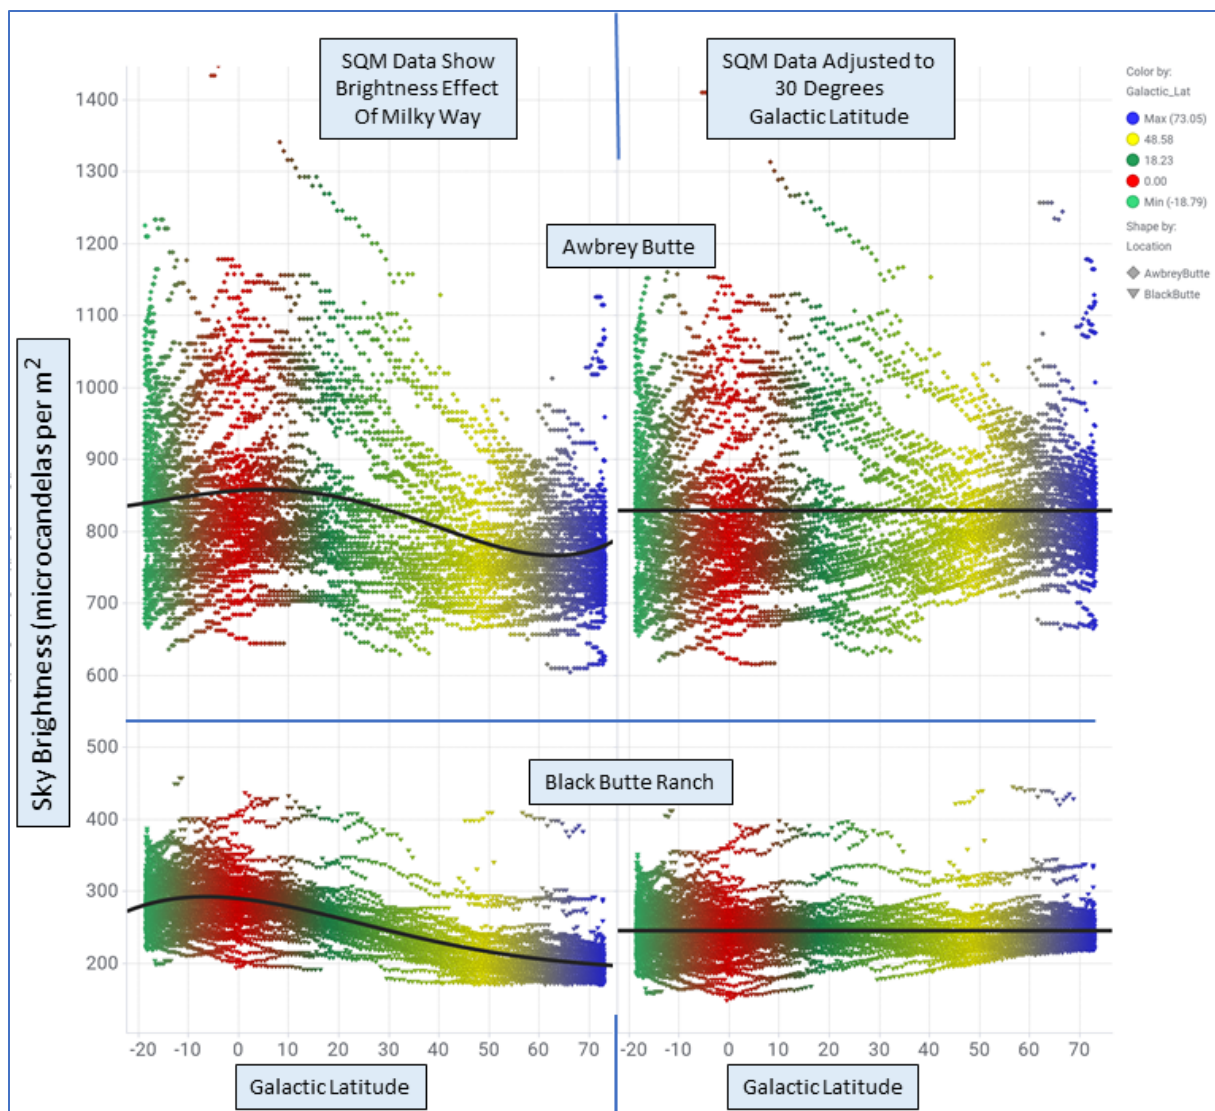 SQM Data Show
Brightness Effect
Of Milky Way
SQM Data Adjusted to
30 Degrees
Galactic Latitude
Color by:
Galactic_Lat
Max (73.05)
48.58
18.23
0.00
Min (-18.79)
Shape by:
Location
AwbreyButte
BlackButte
Awbrey Butte
Sky Brightness (microcandelas per m²
1400
1300
1200
1100
1000
900
800
700
600
500
400
300
200
Black Butte Ranch
-20 -10 0 10 20 30 40 50 60 70
-20 -10 0 10 20 30 40 50 60 70
Galactic Latitude
Galactic Latitude